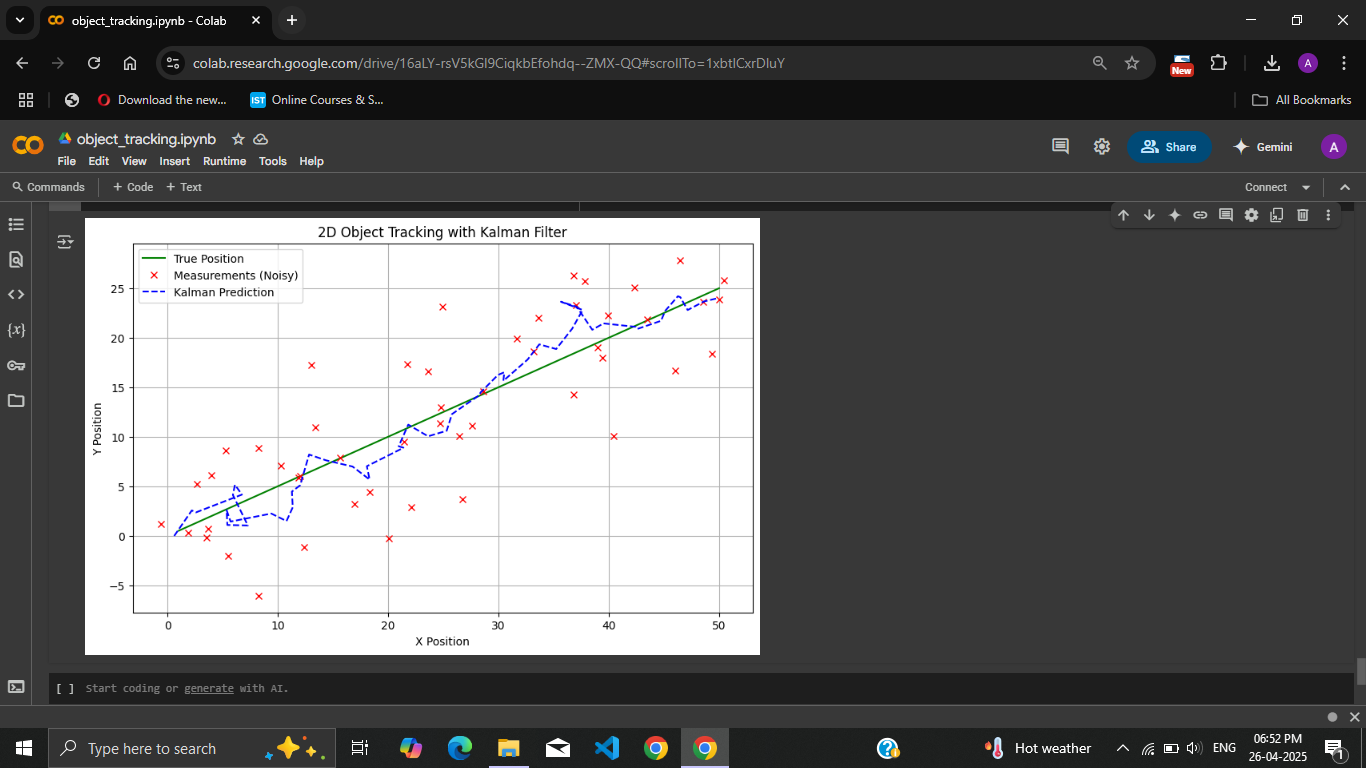 object_tracking.ipynb - Colab
colab.research.google.com/drive/16aLY-rsV5kGl9CiqkbEfohdq--ZMX-QQ#scrollTo=1xbtlCxrDluY
New
A
Download the new...
IST
Online Courses & S...
All Bookmarks
object_tracking.ipynb
File Edit View Insert Runtime Tools Help
Share
Gemini
A
Commands + Code + Text
Connect
2D Object Tracking with Kalman Filter
True Position
Measurements (Noisy)
Kalman Prediction
Y Position
25
20
15
10
5
0
−5
0 10 20 30 40 50
X Position
[ ] Start coding or generate with AI.
Type here to search
Hot weather
ENG
06:52 PM
26-04-2025
1